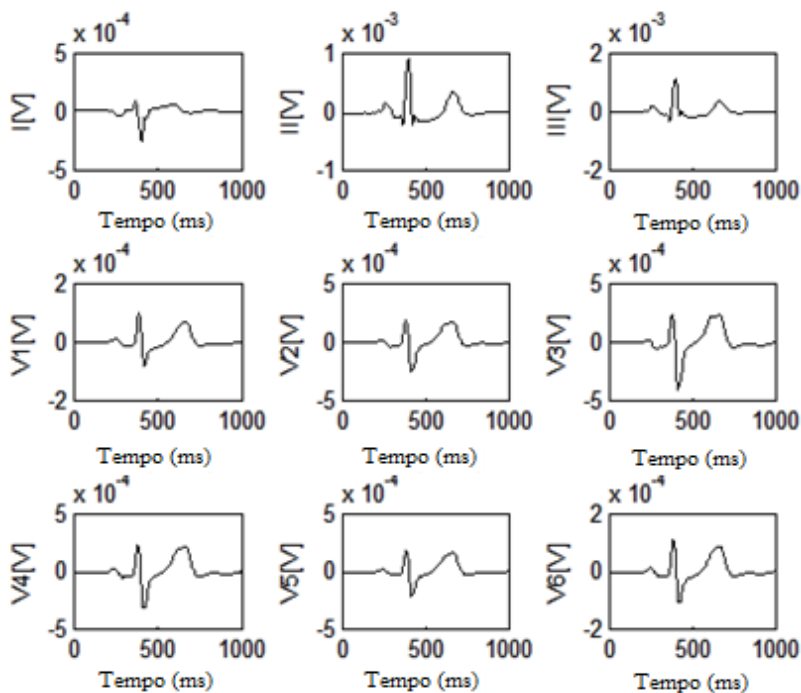 x 10-4
x 10-3
x 10-3
5
0
-5
I[V]
0 500 1000
Tempo (ms)
1
0
-1
II[V]
0 500 1000
Tempo (ms)
2
0
-2
III[V]
0 500 1000
Tempo (ms)
x 10-4
x 10-4
x 10-4
2
0
-2
V1[V]
0 500 1000
Tempo (ms)
5
0
-5
V2[V]
0 500 1000
Tempo (ms)
5
0
-5
V3[V]
0 500 1000
Tempo (ms)
x 10-4
x 10-4
x 10-4
5
0
-5
V4[V]
0 500 1000
Tempo (ms)
5
0
-5
V5[V]
0 500 1000
Tempo (ms)
2
0
-2
V6[V]
0 500 1000
Tempo (ms)